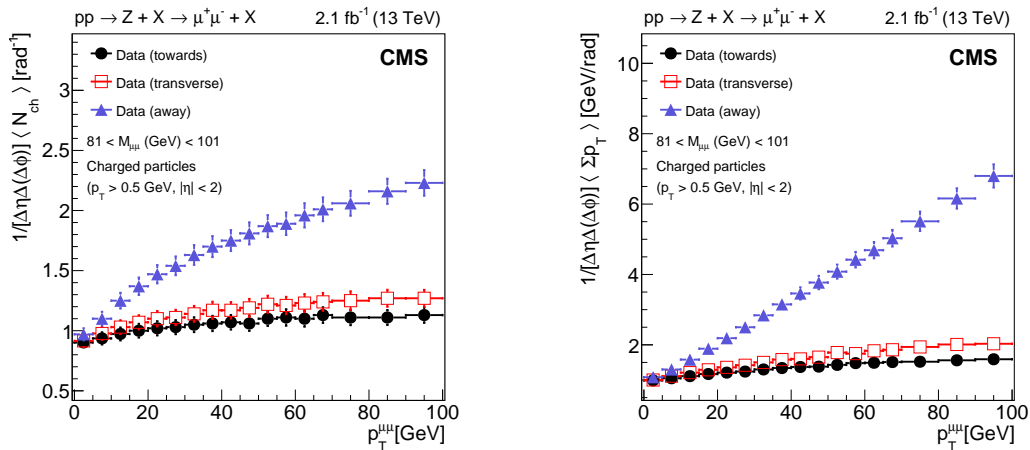 pp → Z + X → μ⁺μ⁻ + X 2.1 fb⁻¹ (13 TeV)
CMS
Data (towards)
Data (transverse)
Data (away)
81 < M_μμ (GeV) < 101
Charged particles
(p_T > 0.5 GeV, |η| < 2)
1/[ΔηΔ(Δϕ)] ⟨ N_ch ⟩ [rad⁻¹]
3
2.5
2
1.5
1
0.5
0 20 40 60 80 100
p_T^μμ[GeV]
pp → Z + X → μ⁺μ⁻ + X 2.1 fb⁻¹ (13 TeV)
CMS
Data (towards)
Data (transverse)
Data (away)
81 < M_μμ (GeV) < 101
Charged particles
(p_T > 0.5 GeV, |η| < 2)
1/[ΔηΔ(Δϕ)] ⟨ Σp_T ⟩ [GeV/rad]
10
8
6
4
2
0 20 40 60 80 100
p_T^μμ[GeV]